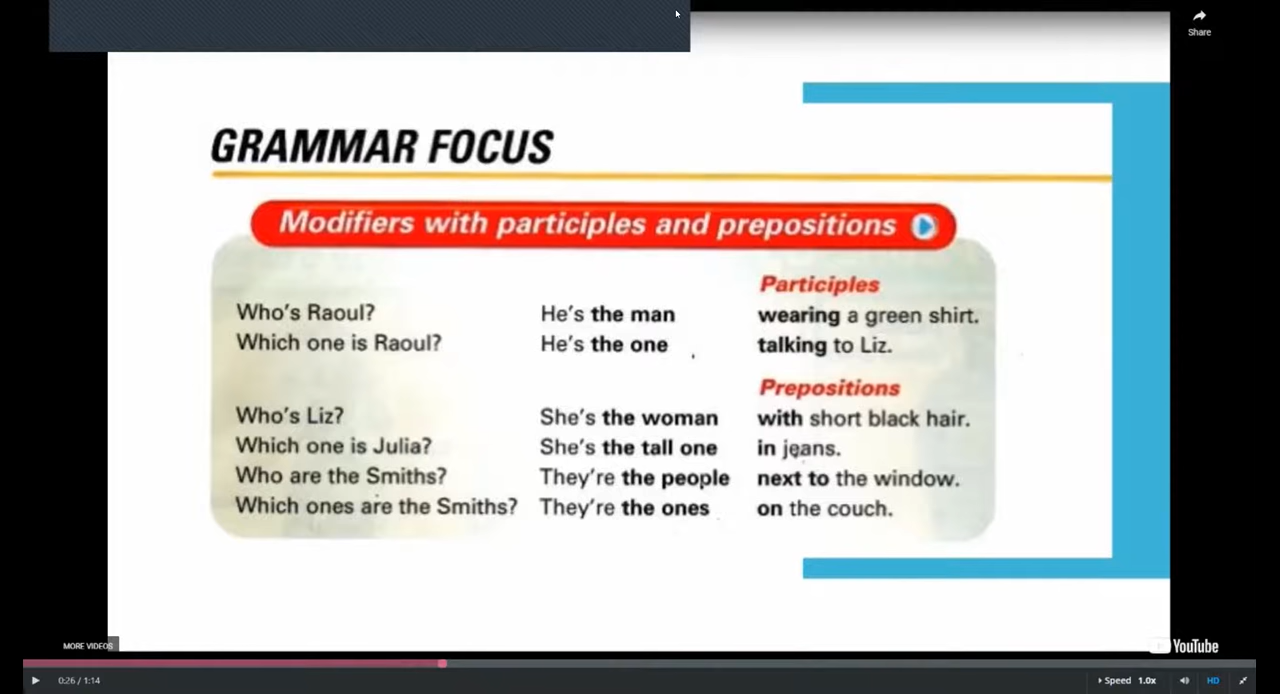 Share
GRAMMAR FOCUS
Modifiers with participles and prepositions
Participles
Who's Raoul? He's the man wearing a green shirt.
Which one is Raoul? He's the one talking to Liz.
Prepositions
Who's Liz? She's the woman with short black hair.
Which one is Julia? She's the tall one in jeans.
Who are the Smiths? They're the people next to the window.
Which ones are the Smiths? They're the ones on the couch.
MORE VIDEOS
YouTube
0:26 / 1:14 Speed 1.0x HD